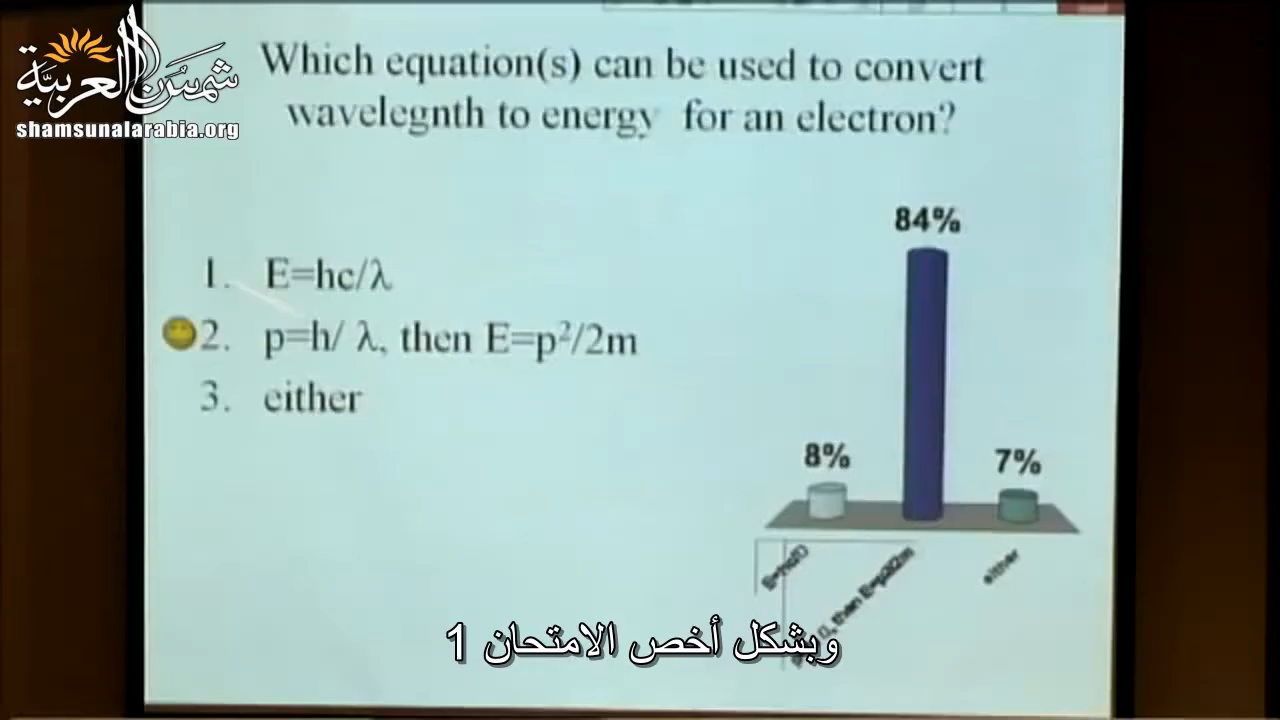 شمس العربية
shamsunalarabia.org
Which equation(s) can be used to convert
wavelegnth to energy for an electron?
1. E=hc/λ
2. p=h/ λ, then E=p²/2m
3. either
84%
8%
7%
either
وبشكل أخص الامتحان 1